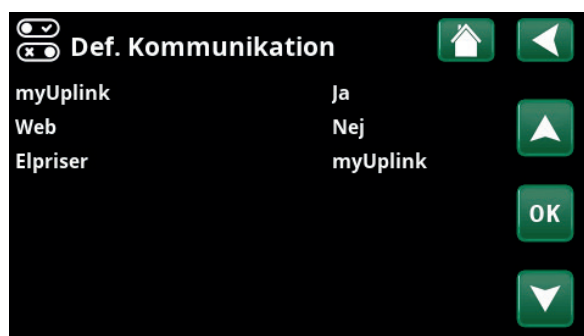 Def. Kommunikation
myUplink Ja
Web Nej
Elpriser myUplink
OK